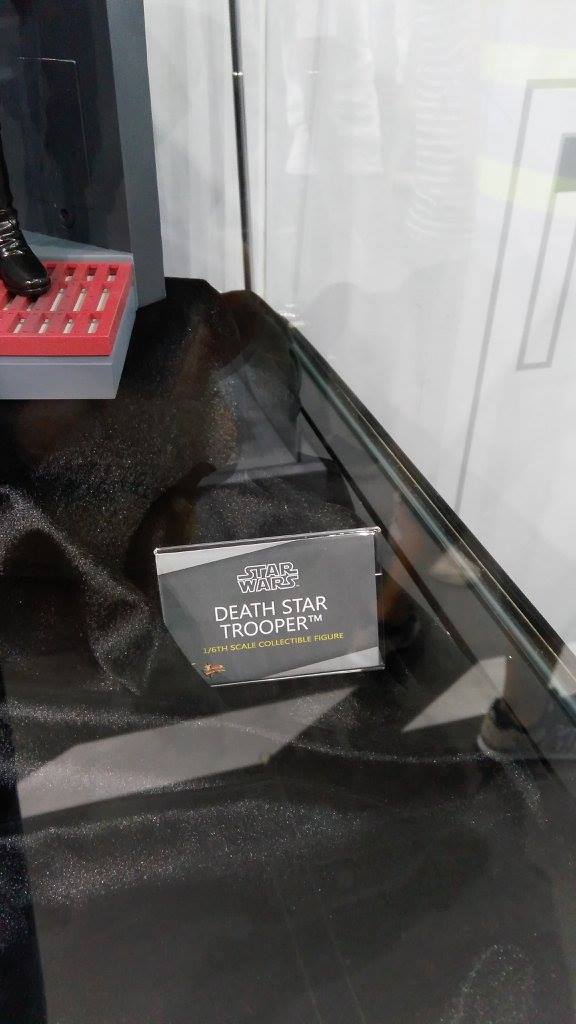 STAR
WARS
DEATH STAR
TROOPER™
1/6TH SCALE COLLECTIBLE FIGURE